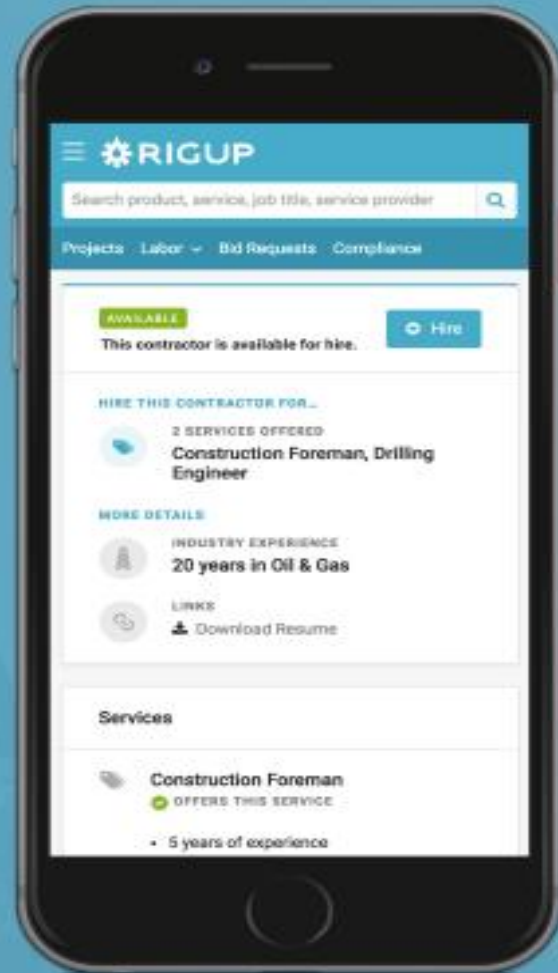 RIGUP
Search product, service, job title, service provider
Projects Labor Bid Requests Compliance
AVAILABLE
This contractor is available for hire.
Hire
HIRE THIS CONTRACTOR FOR...
2 SERVICES OFFERED
Construction Foreman, Drilling
Engineer
MORE DETAILS
INDUSTRY EXPERIENCE
20 years in Oil & Gas
LINKS
Download Resume
Services
Construction Foreman
OFFERS THIS SERVICE
• 5 years of experience